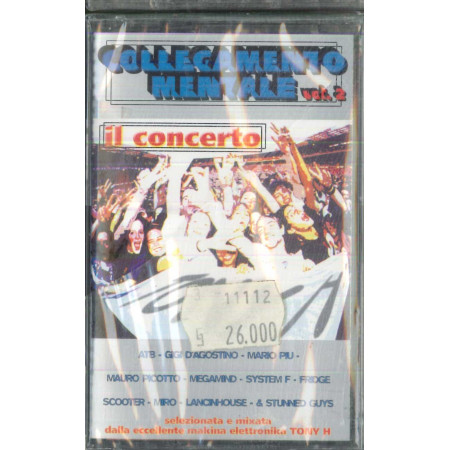 COLLEGAMENTO
MENTALE vol. 2
il concerto
11112
26.000
ATB - GIGI D'AGOSTINO - MARIO PIU -
MAURO PICOTTO - MEGAMIND - SYSTEM F - FRIDGE
SCOOTER - MIRO - LANCINHOUSE - & STUNNED GUYS
selezionata e mixata
dalla eccellente makina elettronika TONY H